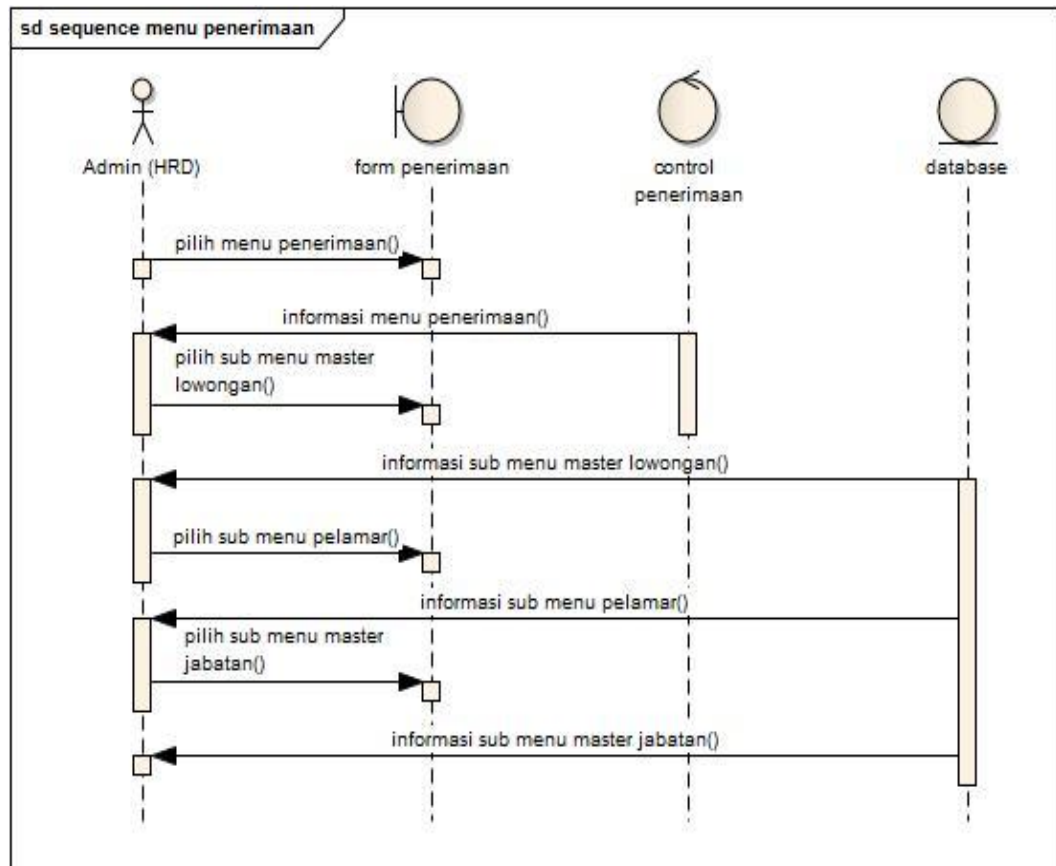 sd sequence menu penerimaan
Admin (HRD)
form penerimaan
control
penerimaan
database
pilih menu penerimaan()
informasi menu penerimaan()
pilih sub menu master
lowongan()
informasi sub menu master lowongan()
pilih sub menu pelamar()
informasi sub menu pelamar()
pilih sub menu master
jabatan()
informasi sub menu master jabatan()